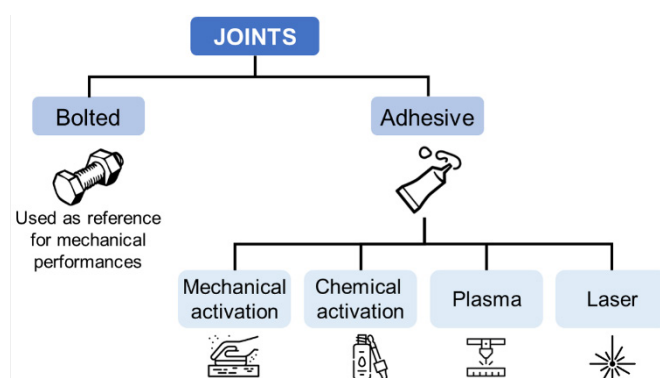 JOINTS
Bolted
Adhesive
Used as reference
for mechanical
performances
Mechanical
activation
Chemical
activation
Plasma
Laser